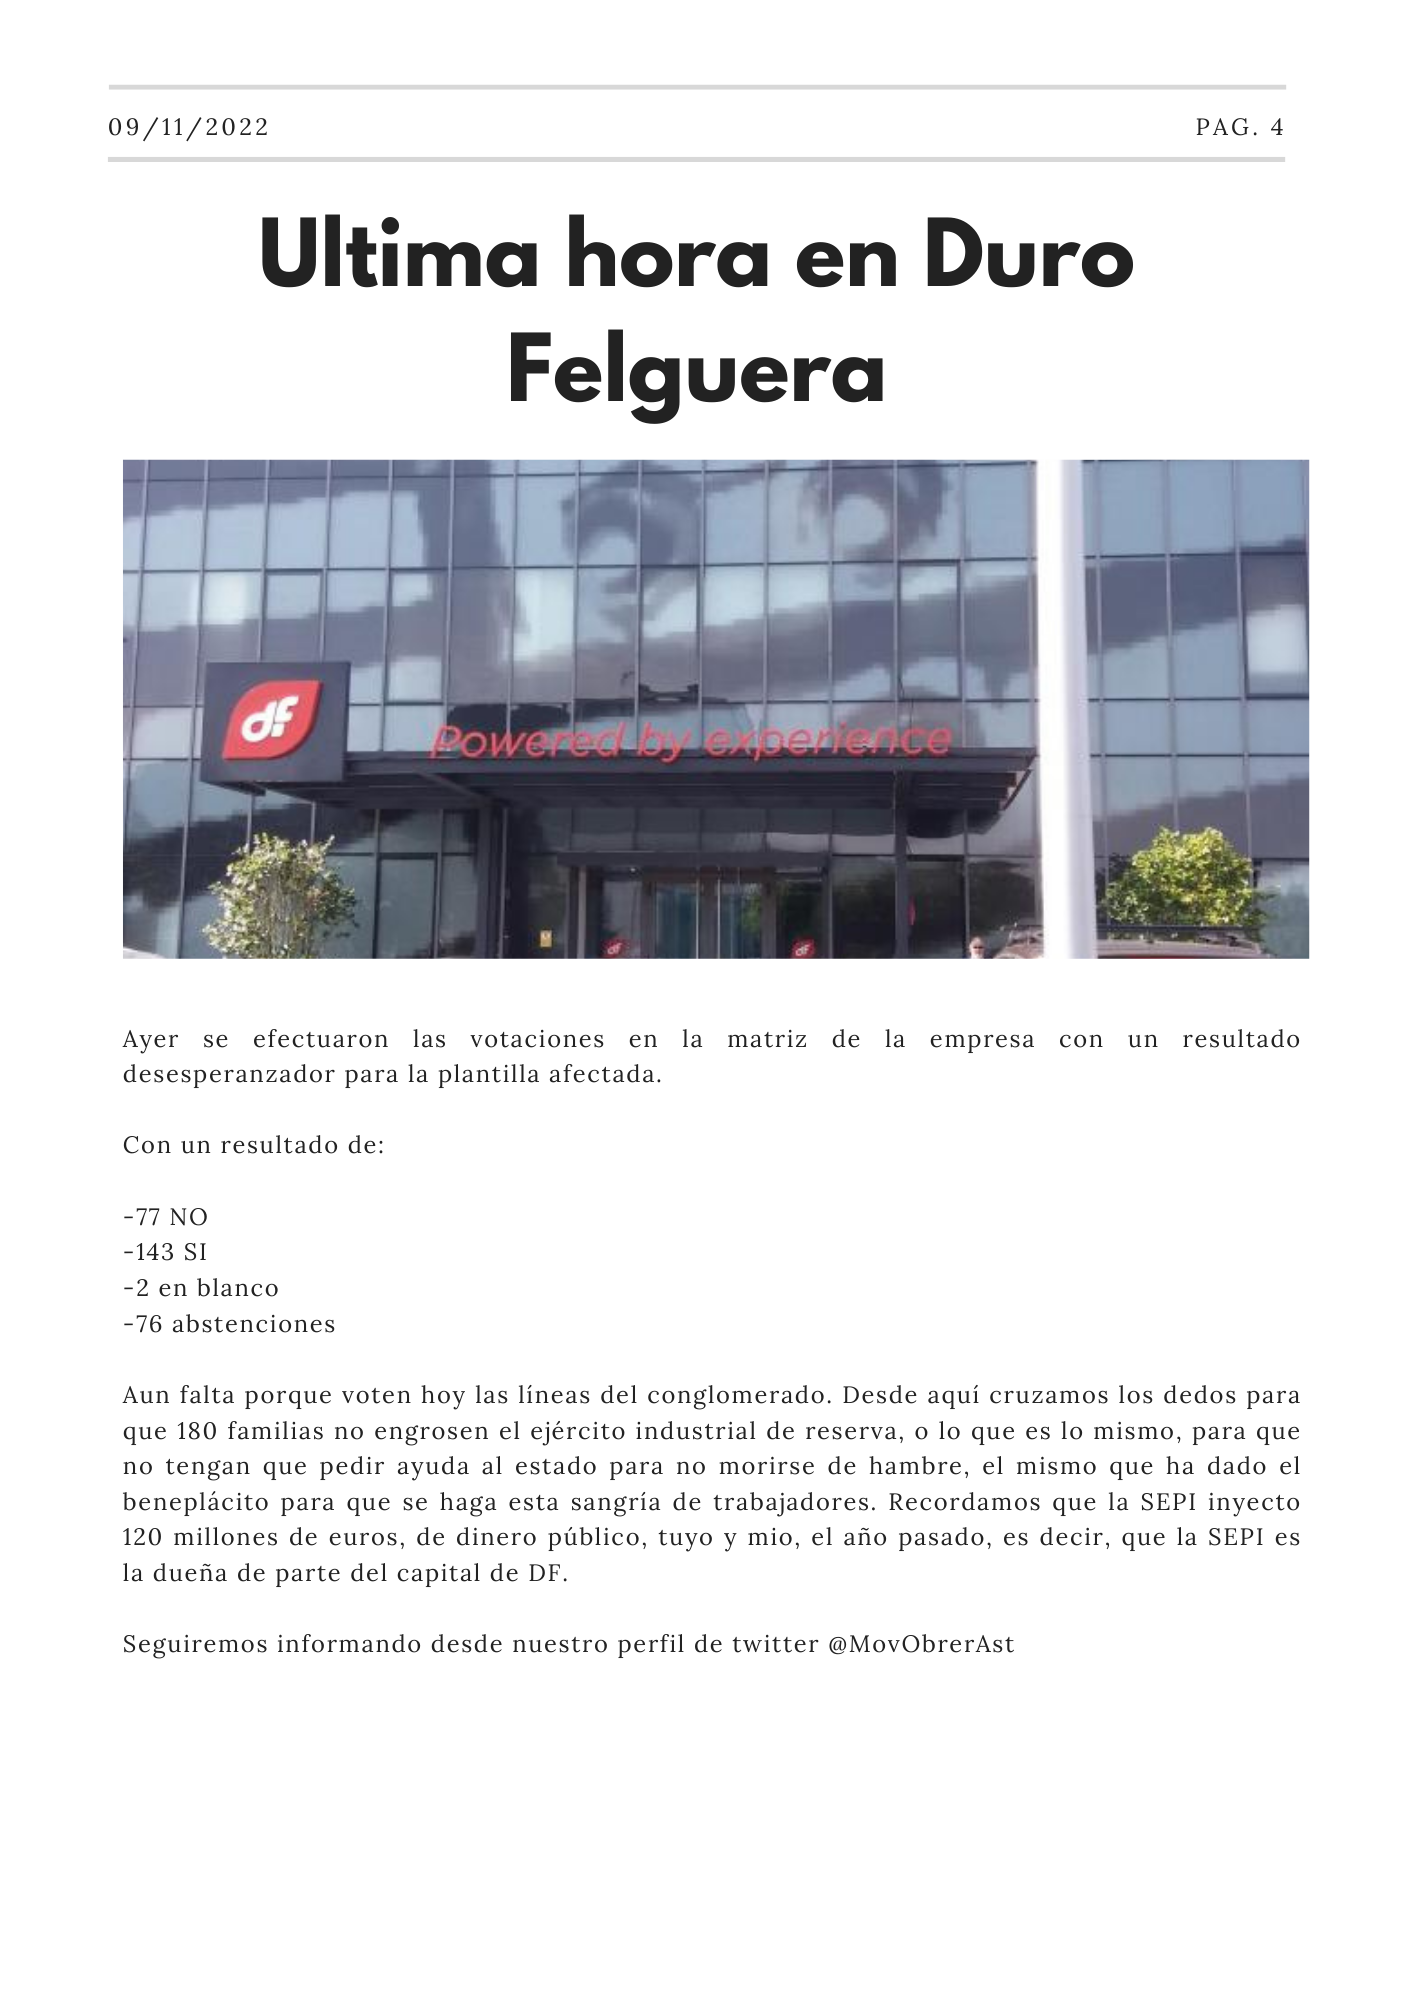 09/11/2022
PAG. 4
Ultima hora en Duro
Felguera
df
Powered by experience
df
df
Ayer se efectuaron las votaciones en la matriz de la empresa con un resultado
desesperanzador para la plantilla afectada.
Con un resultado de:
-77 NO
-143 SI
-2 en blanco
-76 abstenciones
Aun falta porque voten hoy las líneas del conglomerado. Desde aquí cruzamos los dedos para
que 180 familias no engrosen el ejército industrial de reserva, o lo que es lo mismo, para que
no tengan que pedir ayuda al estado para no morirse de hambre, el mismo que ha dado el
beneplácito para que se haga esta sangría de trabajadores. Recordamos que la SEPI inyecto
120 millones de euros, de dinero público, tuyo y mio, el año pasado, es decir, que la SEPI es
la dueña de parte del capital de DF.
Seguiremos informando desde nuestro perfil de twitter @MovObrerAst